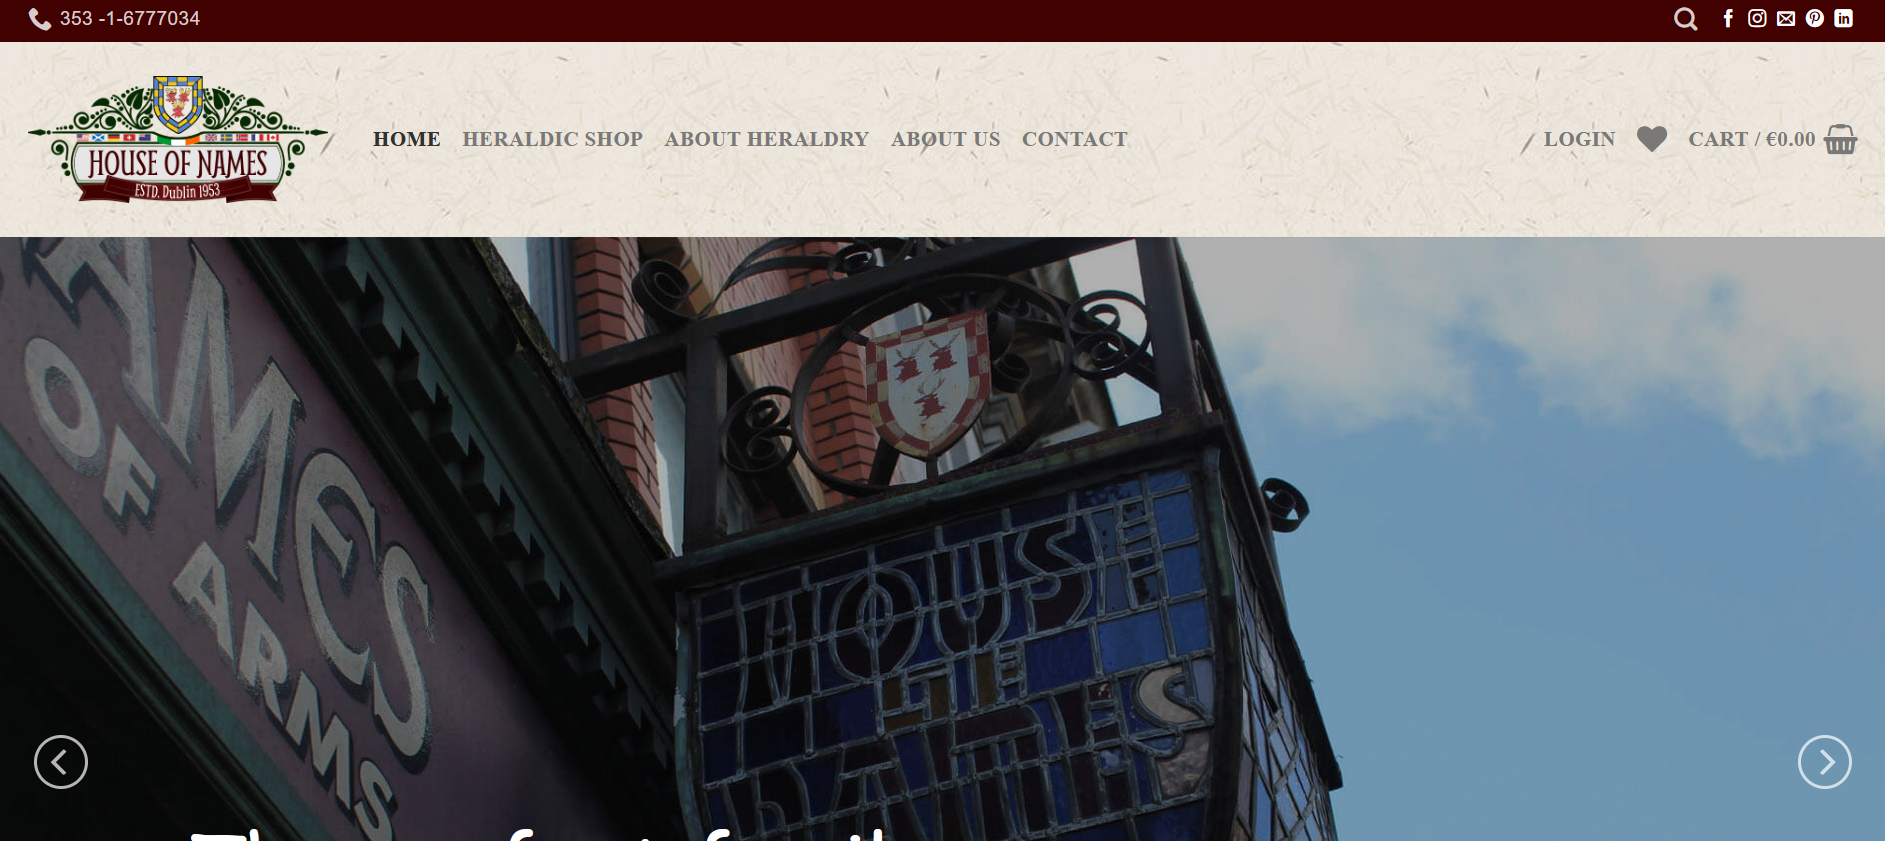 353 -1-6777034
HOUSE OF NAMES
ESTD. Dublin 1953
HOME
HERALDIC SHOP
ABOUT HERALDRY
ABOUT US
CONTACT
LOGIN
CART / €0.00
AMES
OF ARMS
HOUSE
OF
NAMES